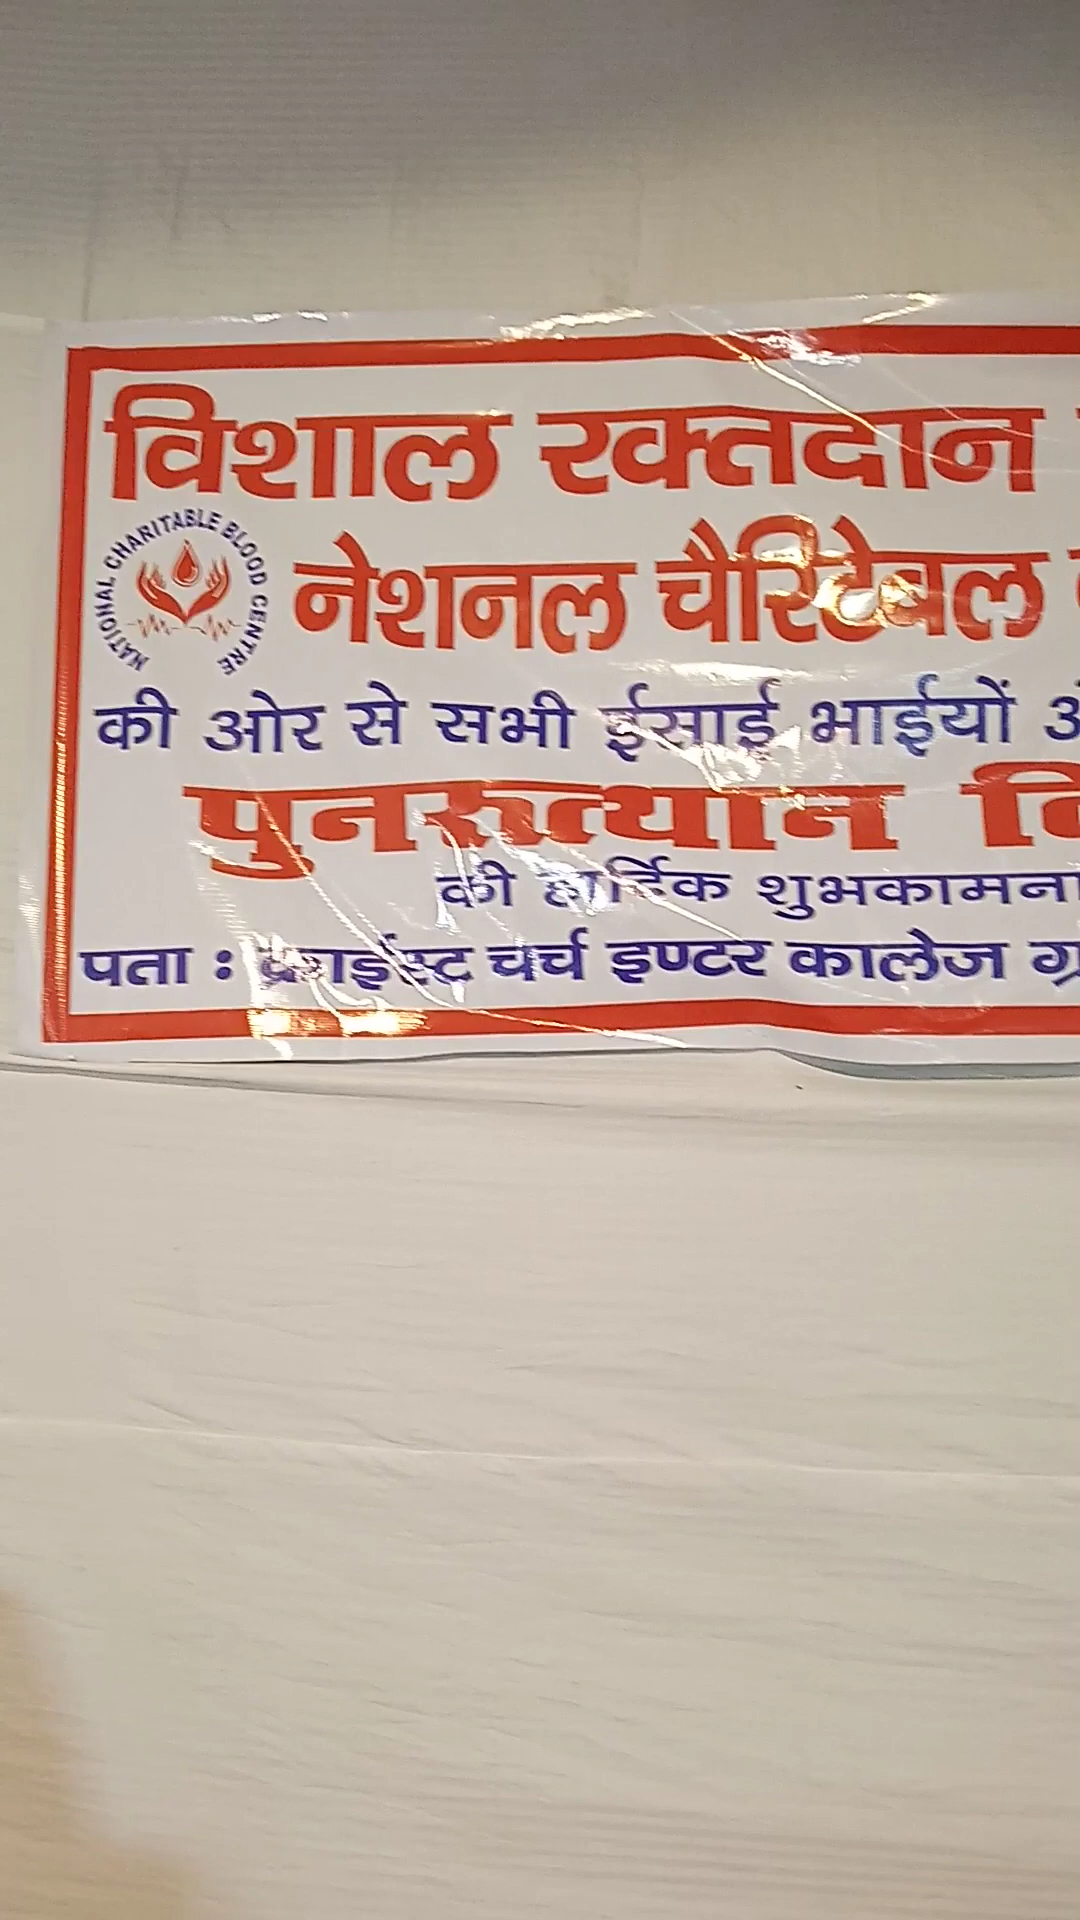 विशाल रक्तदान
NATIONAL CHARITABLE BLOOD CENTRE
नेशनल चैरिटेबल
की ओर से सभी ईसाई भाईयों
पुनरुत्थान
की हार्दिक शुभकामना
पता : क्राईस्ट चर्च इण्टर कालेज